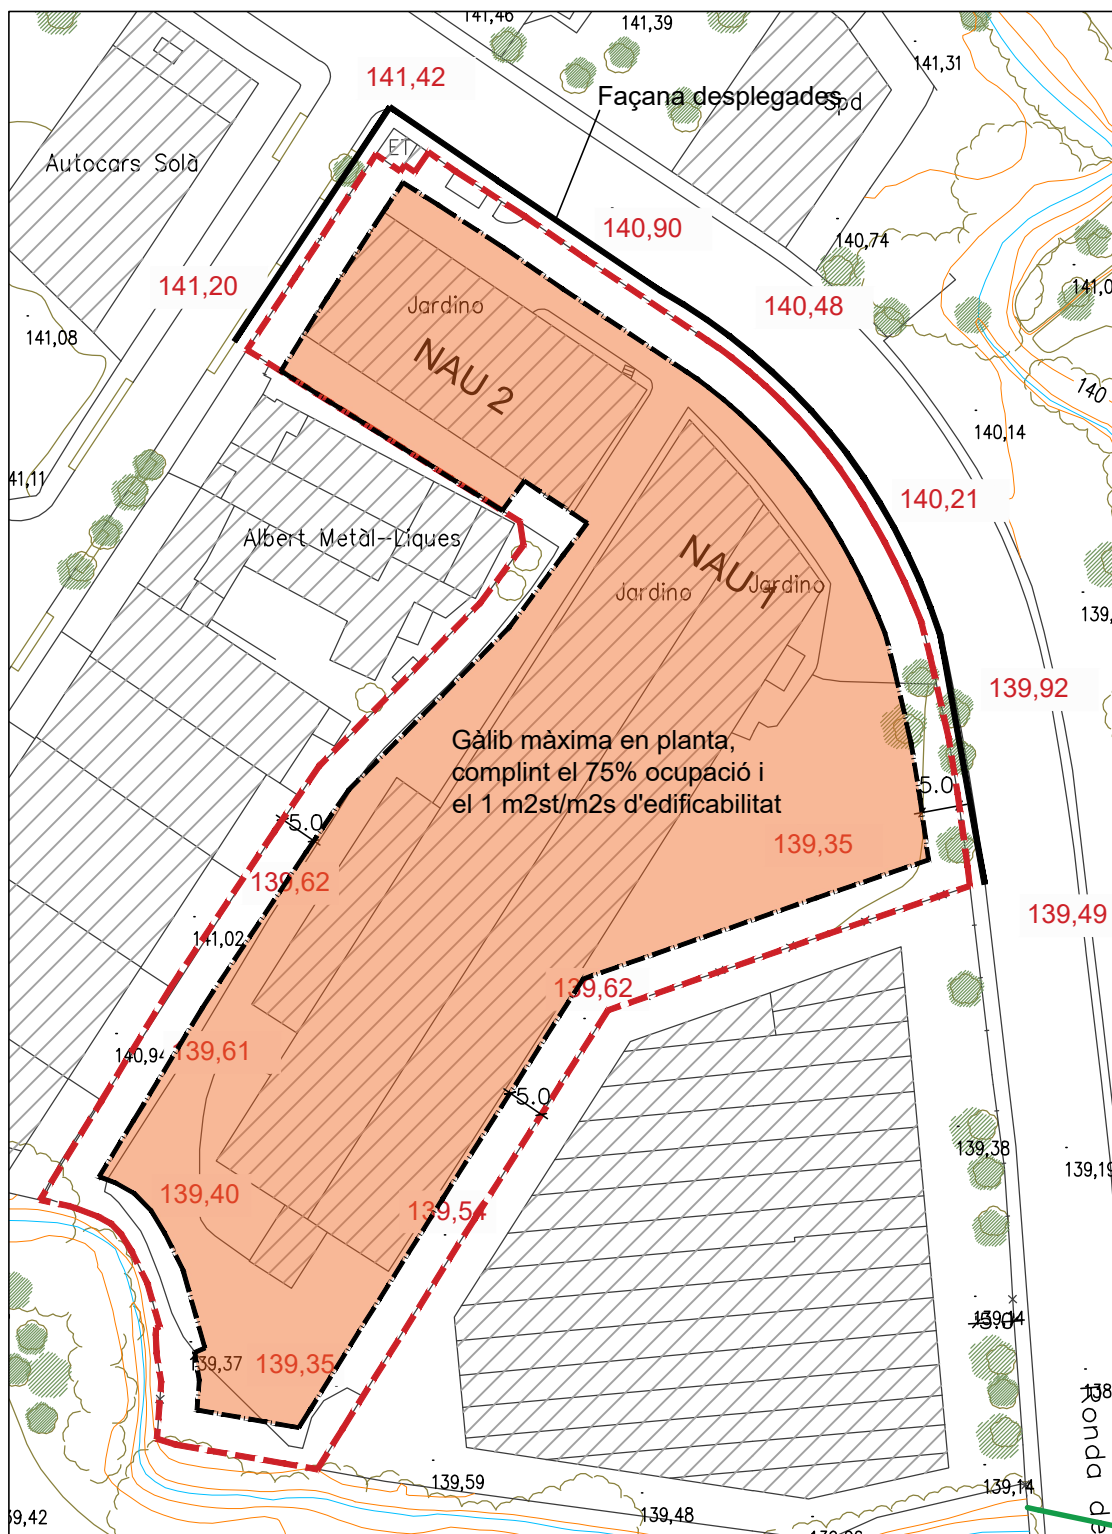 141,46
141,39
141,42
141,31
Façana desplegades
Spd
ET
Autocars Solà
140,90
140,74
141,20
140,48
Jardino
141,08
NAU 2
140
140,14
41,11
140,21
Albert Metàl-Liques
NAU 1
Jardino
Jardino
139,92
Gàlib màxima en planta,
complint el 75% ocupació i
el 1 m2st/m2s d'edificabilitat
5.0
5.0
139,35
139,62
139,49
141,02
139,62
139,61
140,94
5.0
139,38
139,19
139,40
139,54
139,14
5.0
139,37
139,35
Ronda de
139,59
139,14
139,48
39,42